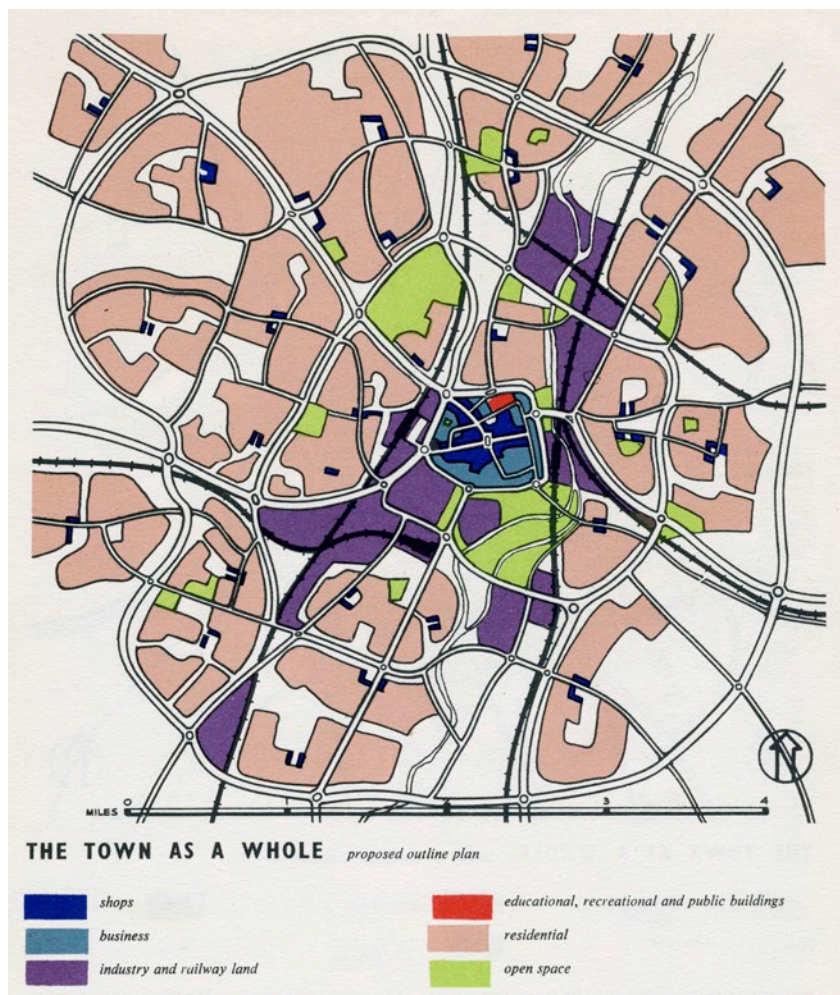 MILES 0 1 2 3 4
THE TOWN AS A WHOLE proposed outline plan
shops
business
industry and railway land
educational, recreational and public buildings
residential
open space